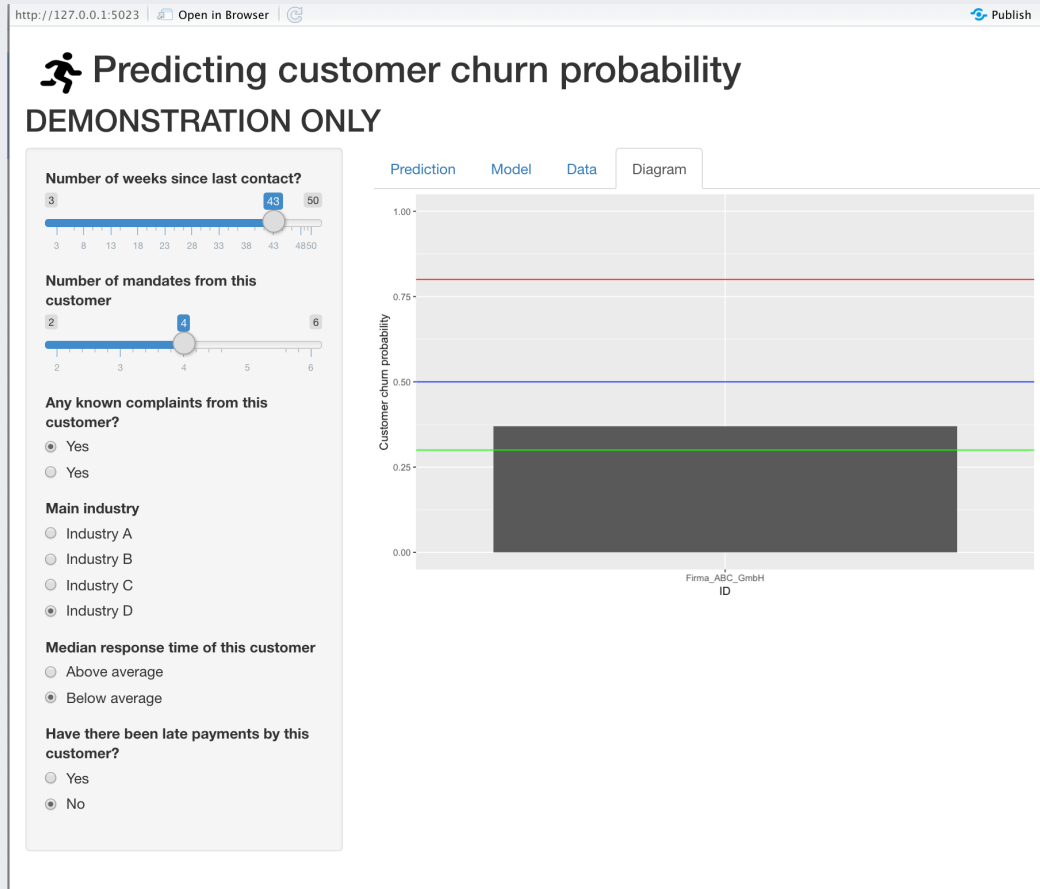 http://127.0.0.1:5023 Open in Browser Publish
Predicting customer churn probability
DEMONSTRATION ONLY
Number of weeks since last contact?
3 43 50
3 8 13 18 23 28 33 38 43 4850
Number of mandates from this
customer
2 4 6
2 3 4 5 6
Any known complaints from this
customer?
Yes
Yes
Main industry
Industry A
Industry B
Industry C
Industry D
Median response time of this customer
Above average
Below average
Have there been late payments by this
customer?
Yes
No
Prediction Model Data Diagram
Customer churn probability
1.00
0.75
0.50
0.25
0.00
Firma_ABC_GmbH
ID